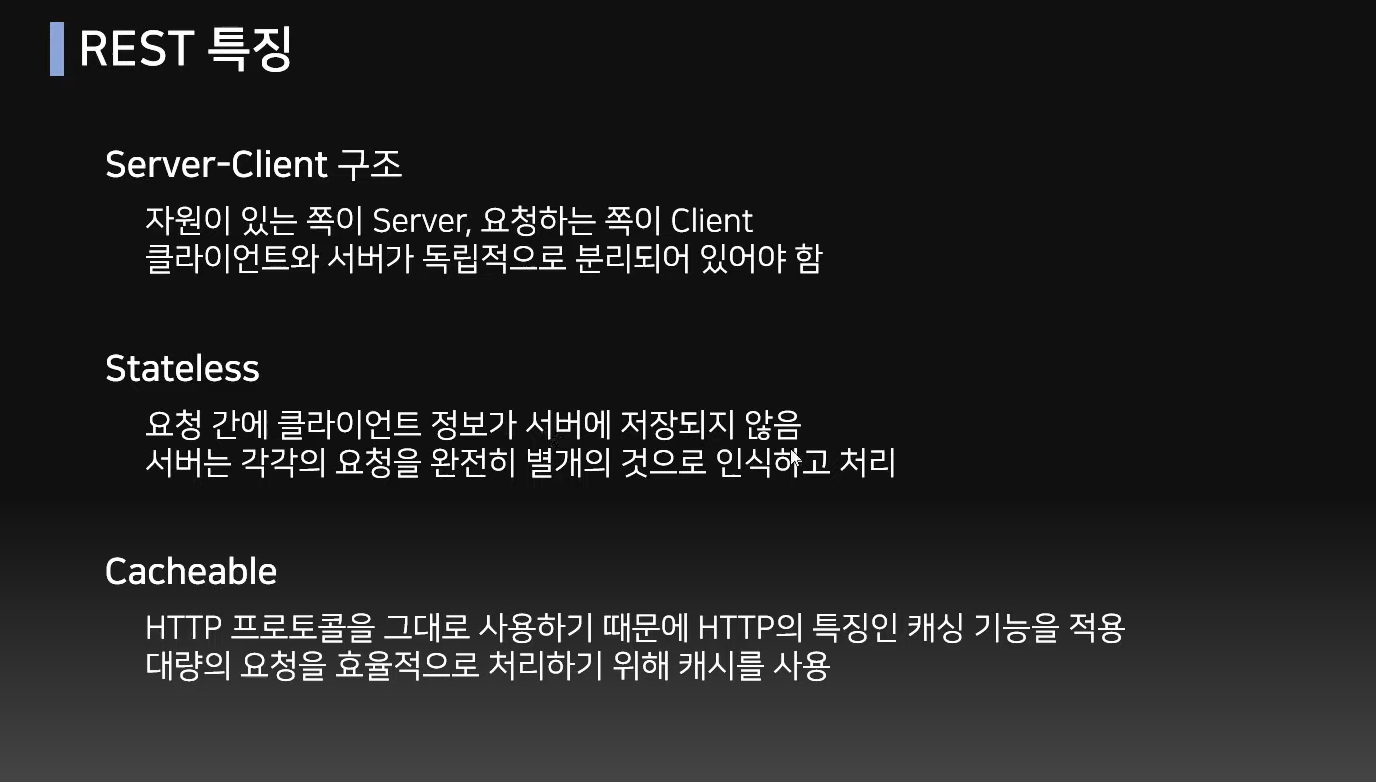 REST 특징
Server-Client 구조
자원이 있는 쪽이 Server, 요청하는 쪽이 Client
클라이언트와 서버가 독립적으로 분리되어 있어야 함
Stateless
요청 간에 클라이언트 정보가 서버에 저장되지 않음
서버는 각각의 요청을 완전히 별개의 것으로 인식하고 처리
Cacheable
HTTP 프로토콜을 그대로 사용하기 때문에 HTTP의 특징인 캐싱 기능을 적용
대량의 요청을 효율적으로 처리하기 위해 캐시를 사용